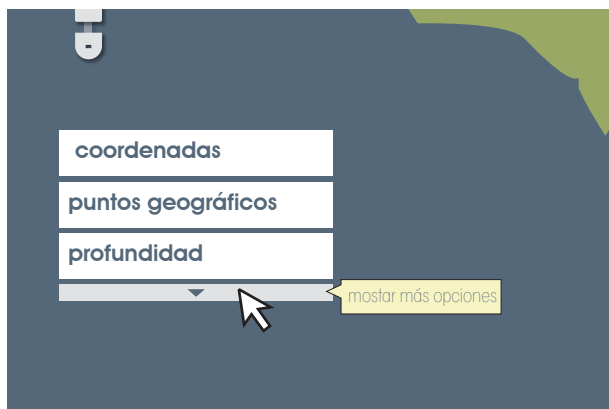 -
coordenadas
puntos geográficos
profundidad
mostar más opciones